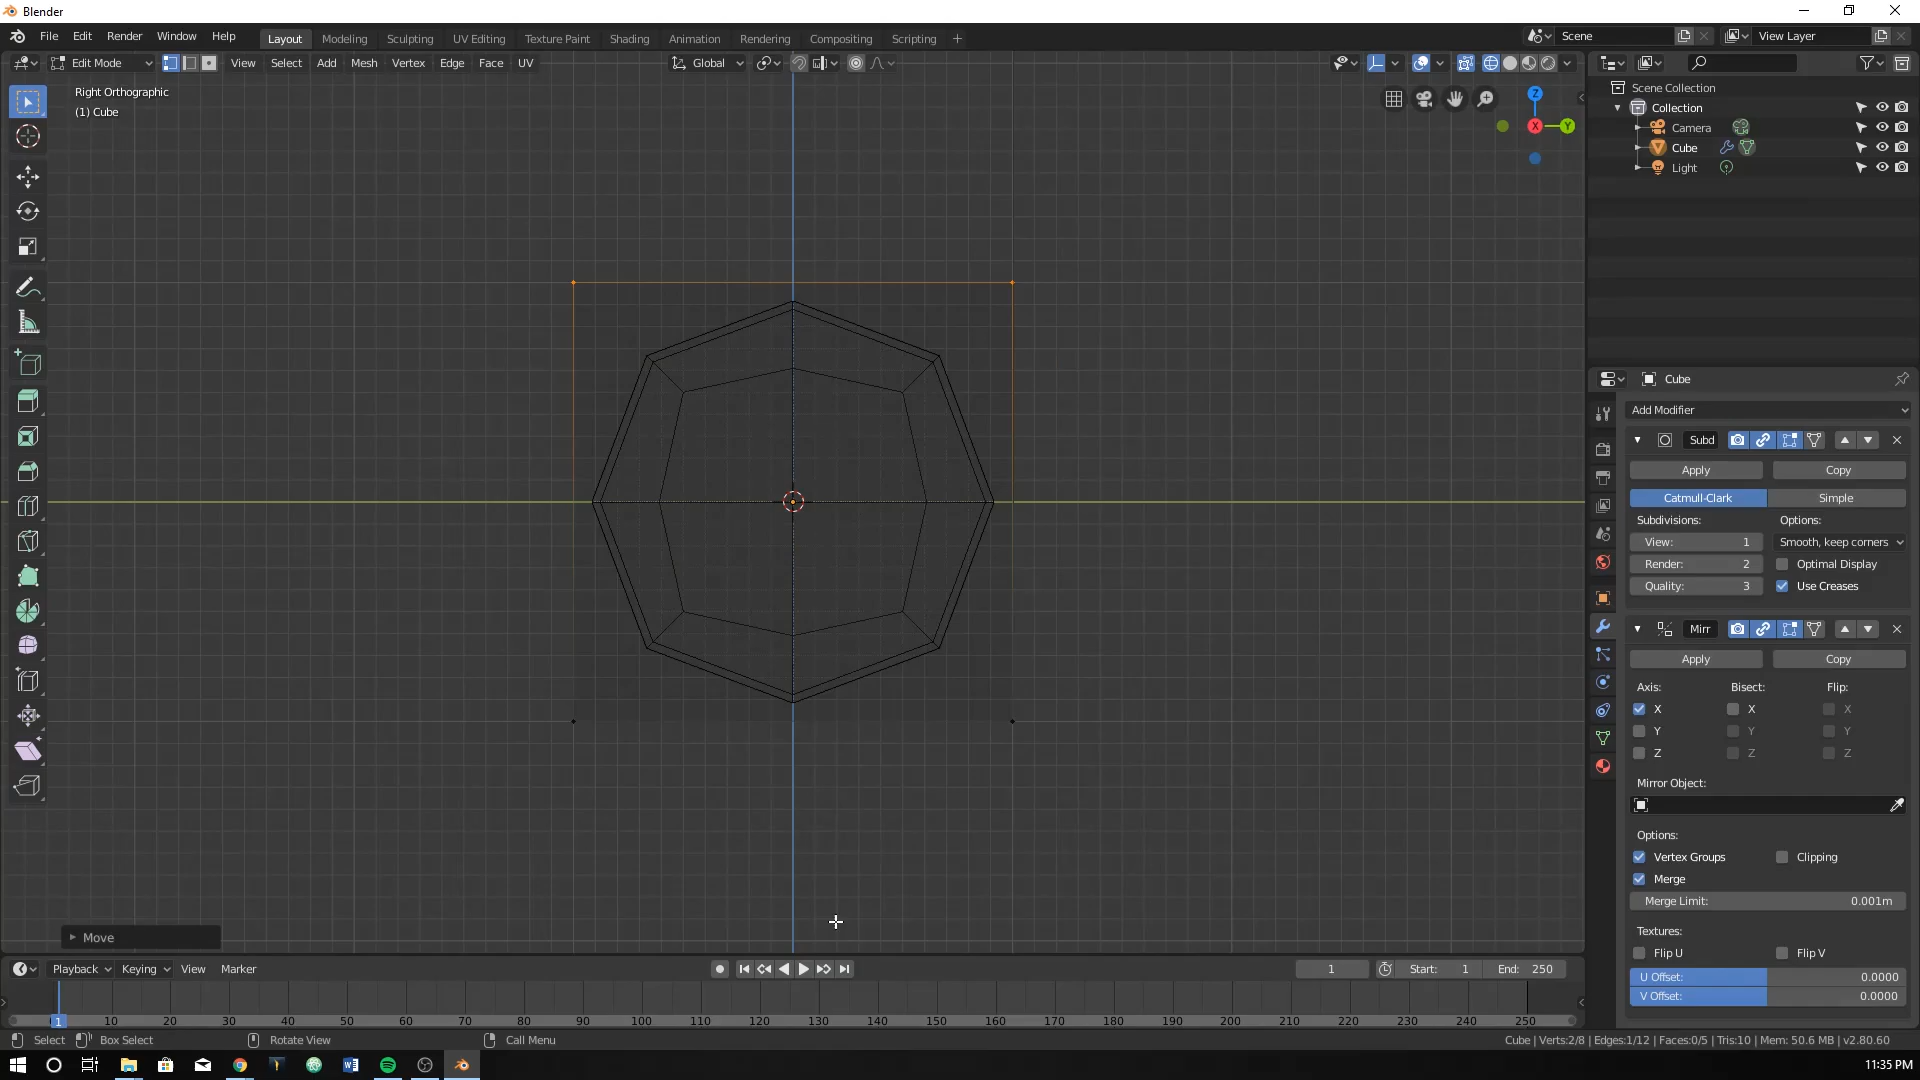 Blender
File Edit Render Window Help
Layout Modeling Sculpting UV Editing Texture Paint Shading Animation Rendering Compositing Scripting +
Scene View Layer
Edit Mode View Select Add Mesh Vertex Edge Face UV
Global
Right Orthographic
(1) Cube
Z
X
Y
Scene Collection
Collection
Camera
Cube
Light
Cube
Add Modifier
Subd
Apply Copy
Catmull-Clark Simple
Subdivisions: Options:
View: 1 Smooth, keep corners
Render: 2 Optimal Display
Quality: 3 Use Creases
Mirr
Apply Copy
Axis: Bisect: Flip:
X X X
Y Y Y
Z Z Z
Mirror Object:
Options:
Vertex Groups Clipping
Merge
Merge Limit: 0.001m
Textures:
Flip U Flip V
U Offset: 0.0000
V Offset: 0.0000
Move
Playback Keying View Marker
1 Start: 1 End: 250
1 10 20 30 40 50 60 70 80 90 100 110 120 130 140 150 160 170 180 190 200 210 220 230 240 250
Select Box Select Rotate View Call Menu
Cube | Verts:2/8 | Edges:1/12 | Faces:0/5 | Tris:10 | Mem: 50.6 MB | v2.80.60
11:35 PM